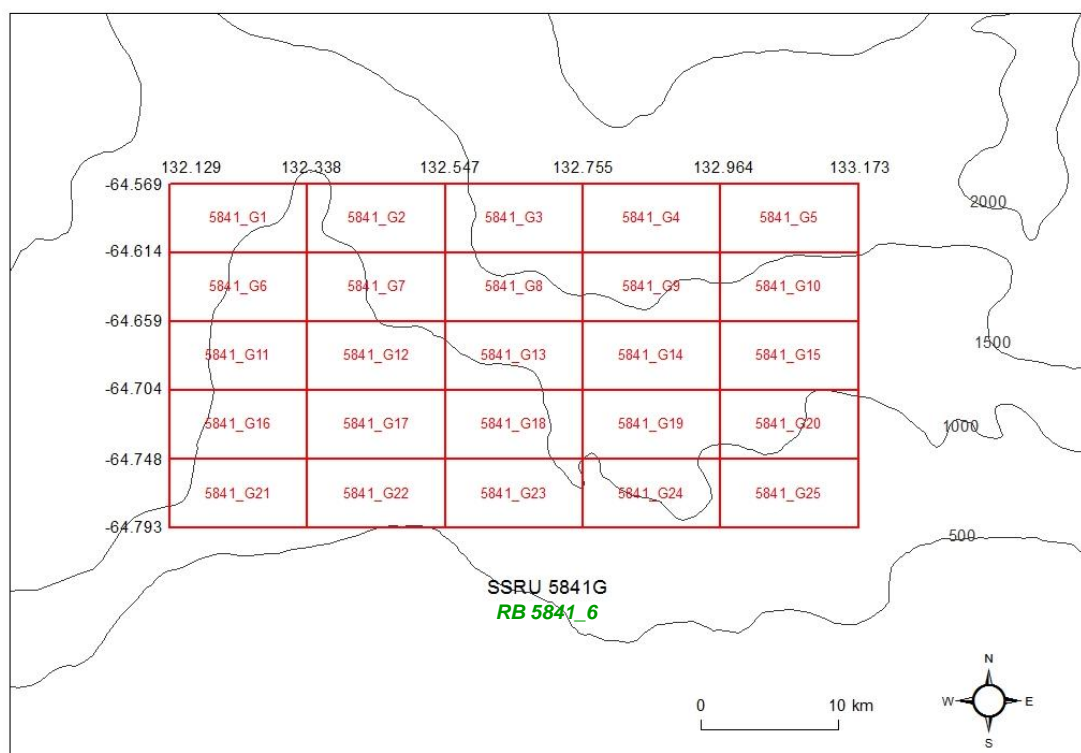 132.129 132.338 132.547 132.755 132.964 133.173
-64.569
5841_G1 5841_G2 5841_G3 5841_G4 5841_G5
2000
-64.614
5841_G6 5841_G7 5841_G8 5841_G9 5841_G10
-64.659
1500
5841_G11 5841_G12 5841_G13 5841_G14 5841_G15
-64.704
5841_G16 5841_G17 5841_G18 5841_G19 5841_G20
1000
-64.748
5841_G21 5841_G22 5841_G23 5841_G24 5841_G25
-64.793
500
SSRU 5841G
RB 5841_6
N
W E
S
0 10 km